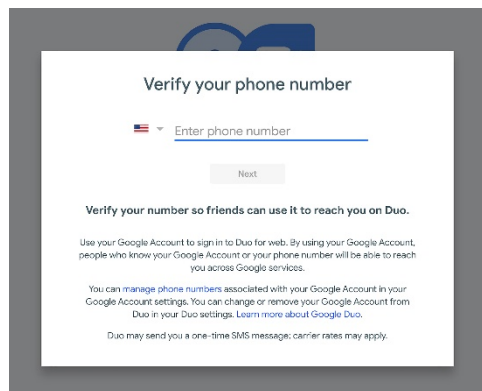 Verify your phone number
Enter phone number
Next
Verify your number so friends can use it to reach you on Duo.
Use your Google Account to sign in to Duo for web. By using your Google Account,
people who know your Google Account or your phone number will be able to reach
you across Google services.
You can manage phone numbers associated with your Google Account in your
Google Account settings. You can change or remove your Google Account from
Duo in your Duo settings. Learn more about Google Duo.
Duo may send you a one-time SMS message; carrier rates may apply.